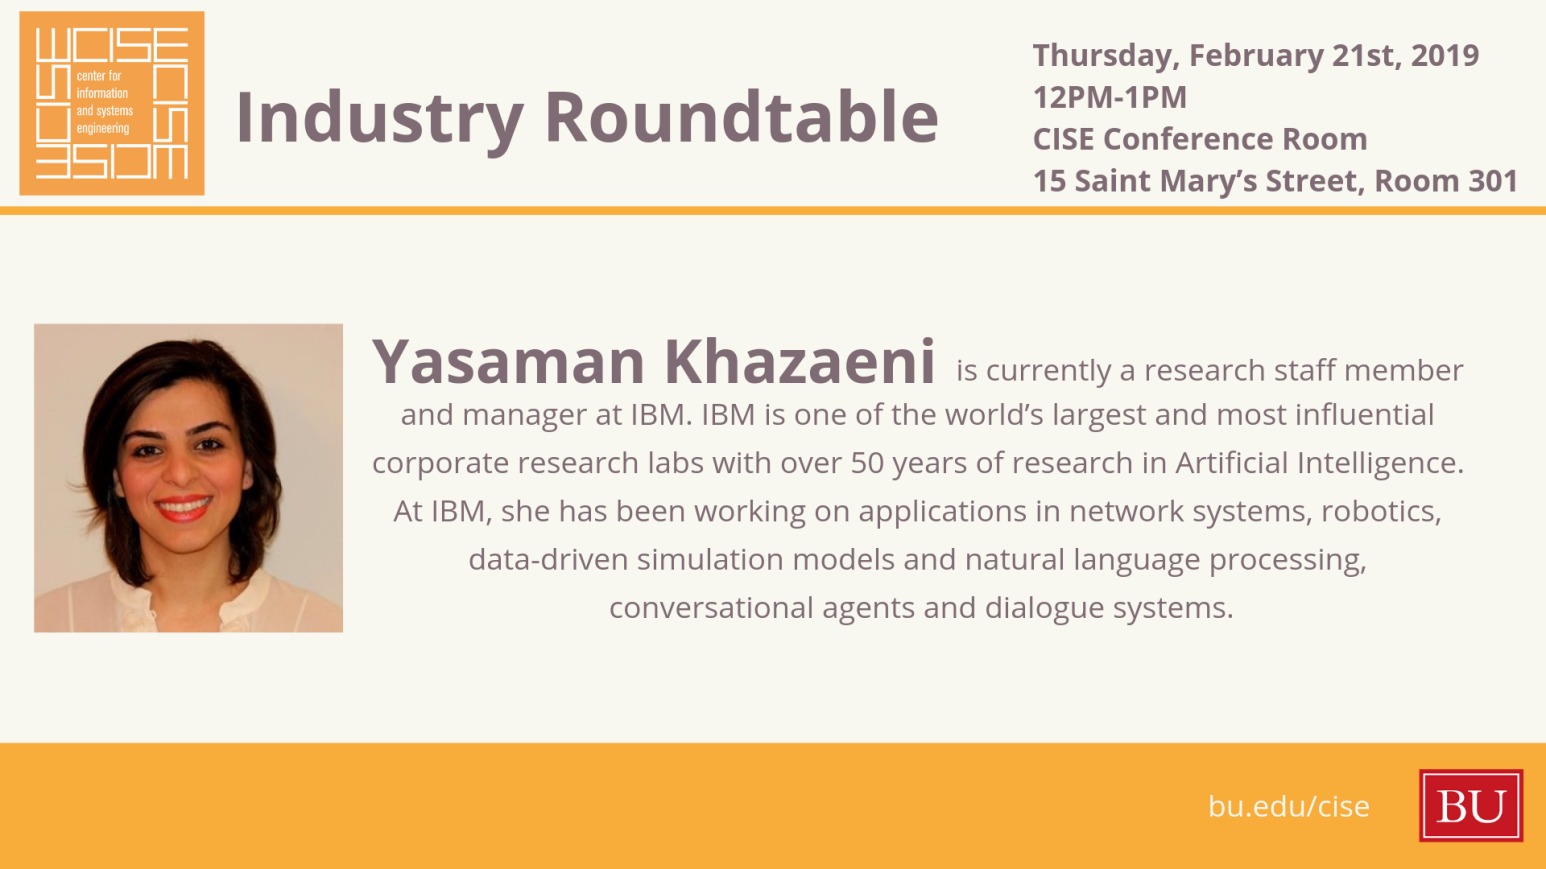 CISE
center for
information
and systems
engineering
CISE
CISE
CISE
Industry Roundtable
Thursday, February 21st, 2019
12PM-1PM
CISE Conference Room
15 Saint Mary’s Street, Room 301
Yasaman Khazaeni is currently a research staff member
and manager at IBM. IBM is one of the world’s largest and most influential
corporate research labs with over 50 years of research in Artificial Intelligence.
At IBM, she has been working on applications in network systems, robotics,
data-driven simulation models and natural language processing,
conversational agents and dialogue systems.
bu.edu/cise
BU